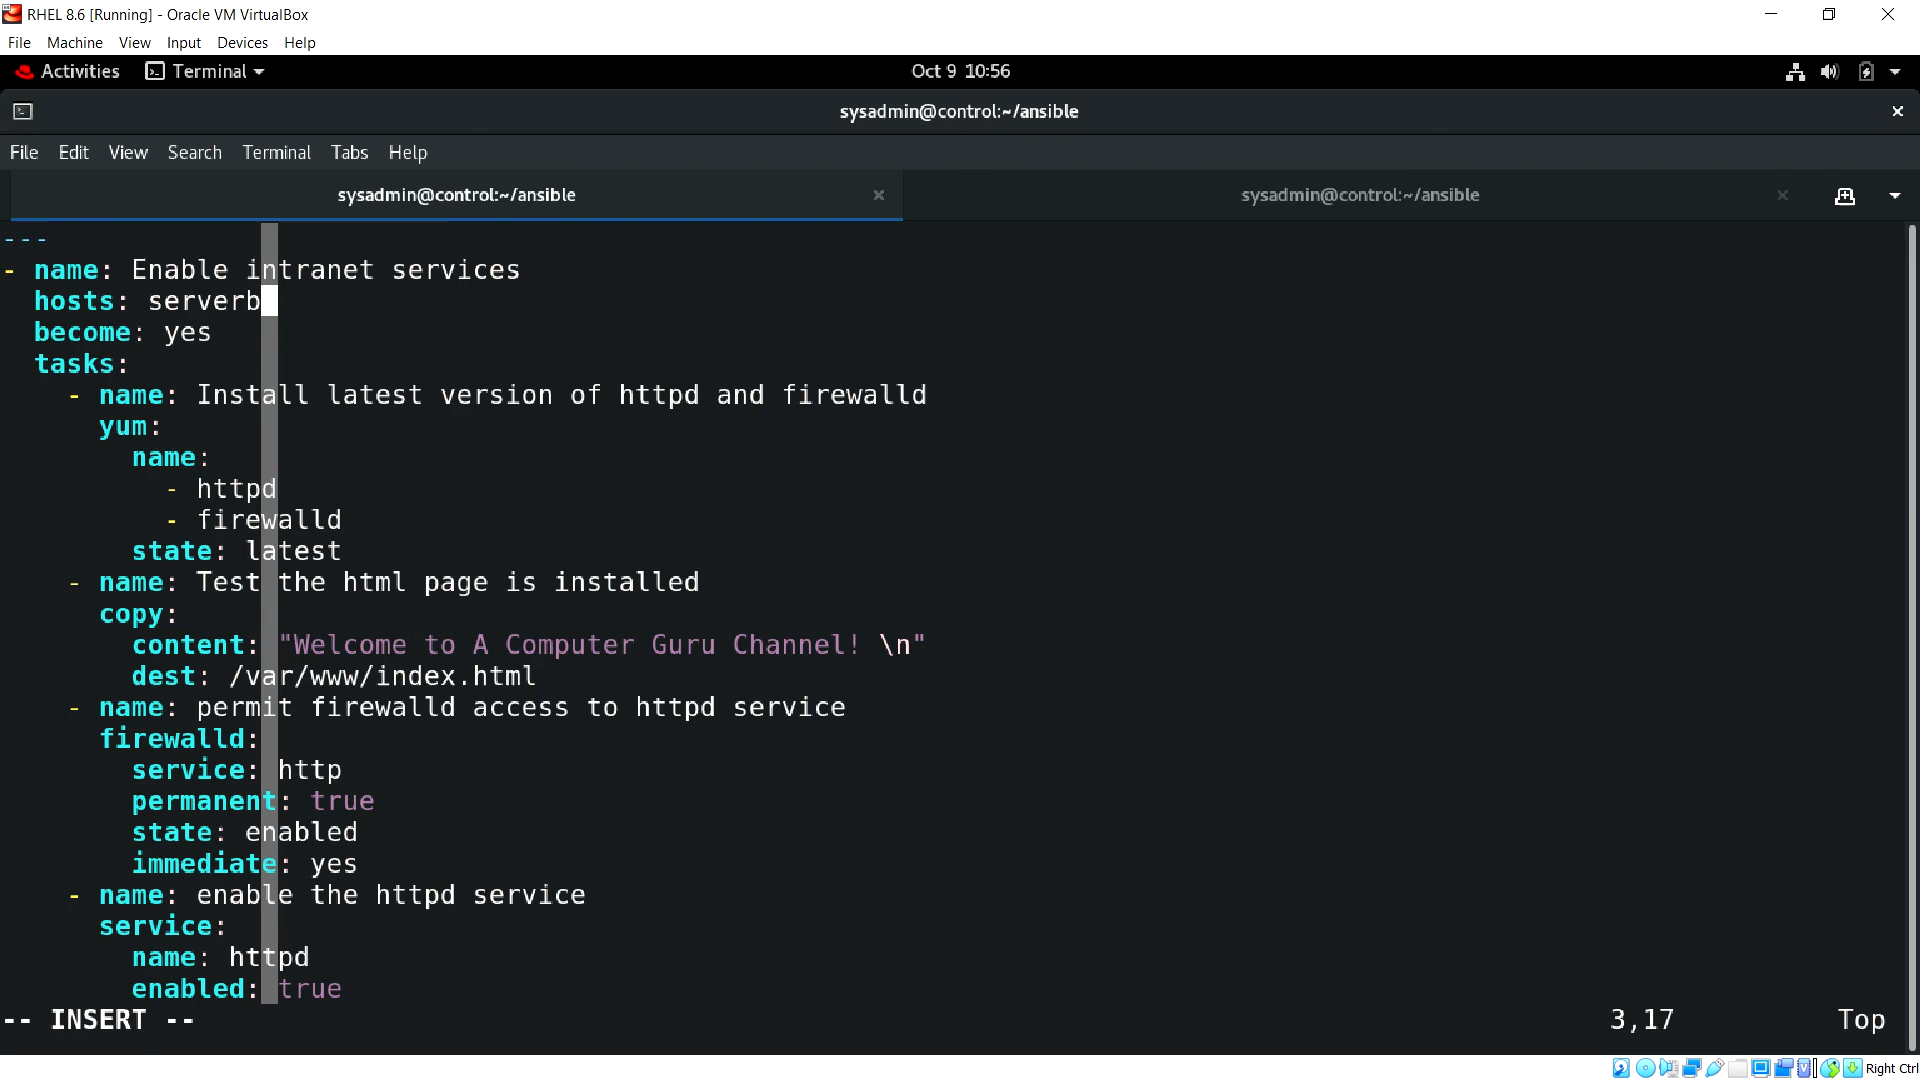 RHEL 8.6 [Running] - Oracle VM VirtualBox
File Machine View Input Devices Help
Activities Terminal Oct 9 10:56
sysadmin@control:~/ansible
File Edit View Search Terminal Tabs Help
sysadmin@control:~/ansible sysadmin@control:~/ansible
---
- name: Enable intranet services
  hosts: serverb
  become: yes
  tasks:
    - name: Install latest version of httpd and firewalld
      yum:
        name:
          - httpd
          - firewalld
        state: latest
    - name: Test the html page is installed
      copy:
        content: "Welcome to A Computer Guru Channel! \n"
        dest: /var/www/index.html
    - name: permit firewalld access to httpd service
      firewalld:
        service: http
        permanent: true
        state: enabled
        immediate: yes
    - name: enable the httpd service
      service:
        name: httpd
        enabled: true
-- INSERT -- 3,17 Top
Right Ctrl